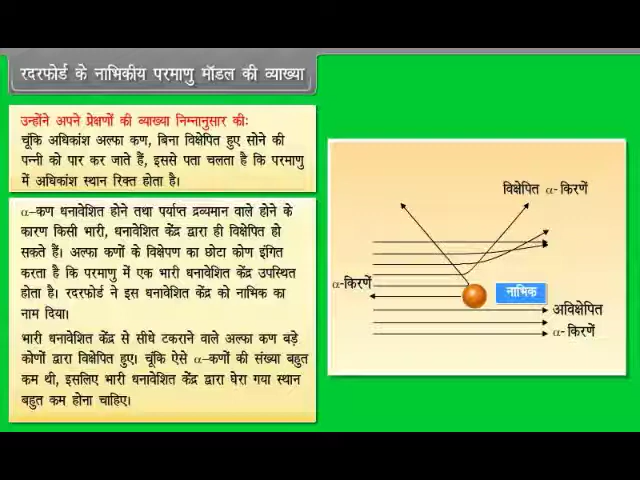 रदरफोर्ड के नाभिकीय परमाणु मॉडल की व्याख्या
उन्होंने अपने प्रेक्षणों की व्याख्या निम्नानुसार की:
चूंकि अधिकांश अल्फा कण, बिना विक्षेपित हुए सोने की
पन्नी को पार कर जाते हैं, इससे पता चलता है कि परमाणु
में अधिकांश स्थान रिक्त होता है।
α-कण धनावेशित होने तथा पर्याप्त द्रव्यमान वाले होने के
कारण किसी भारी, धनावेशित केंद्र द्वारा ही विक्षेपित हो
सकते हैं। अल्फा कणों के विक्षेपण का छोटा कोण इंगित
करता है कि परमाणु में एक भारी धनावेशित केंद्र उपस्थित
होता है। रदरफोर्ड ने इस धनावेशित केंद्र को नाभिक का
नाम दिया।
भारी धनावेशित केंद्र से सीधे टकराने वाले अल्फा कण बड़े
कोणों द्वारा विक्षेपित हुए। चूंकि ऐसे α-कणों की संख्या बहुत
कम थी, इसलिए भारी धनावेशित केंद्र द्वारा घेरा गया स्थान
बहुत कम होना चाहिए।
विक्षेपित α-किरणें
α-किरणें
नाभिक
अविक्षेपित
α-किरणें